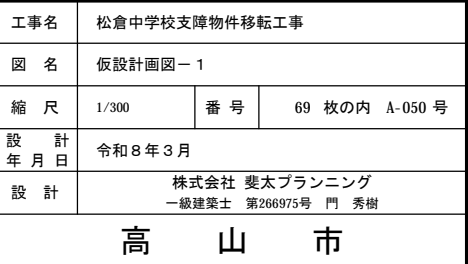 工事名 松倉中学校支障物件移転工事
図 名 仮設計画図－１
縮 尺 1/300 番 号 69 枚の内 A-050 号
設 計
年 月 日 令和８年３月
設 計 株式会社 斐太プランニング
一級建築士 第266975号 門 秀樹
高 山 市